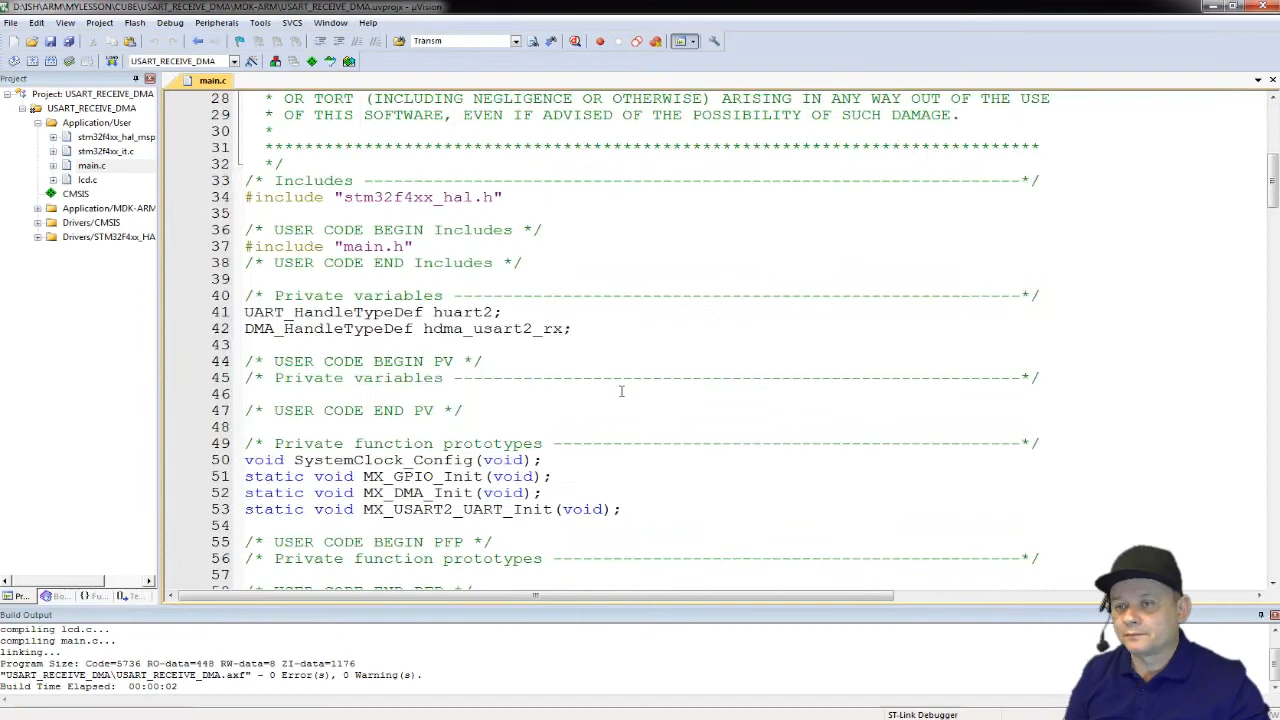 D:\ISH\ARM\MYLESSON\CUBE\USART_RECEIVE_DMA\MDK-ARM\USART_RECEIVE_DMA.uvprojx - µVision
File Edit View Project Flash Debug Peripherals Tools SVCS Window Help
Transm
USART_RECEIVE_DMA
Project
main.c
Project: USART_RECEIVE_DMA
USART_RECEIVE_DMA
Application/User
stm32f4xx_hal_msp
stm32f4xx_it.c
main.c
lcd.c
CMSIS
Application/MDK-ARM
Drivers/CMSIS
Drivers/STM32F4xx_HA
28 * OR TORT (INCLUDING NEGLIGENCE OR OTHERWISE) ARISING IN ANY WAY OUT OF THE USE
29 * OF THIS SOFTWARE, EVEN IF ADVISED OF THE POSSIBILITY OF SUCH DAMAGE.
30 *
31 ******************************************************************************
32 */
33 /* Includes ------------------------------------------------------------------*/
34 #include "stm32f4xx_hal.h"
35
36 /* USER CODE BEGIN Includes */
37 #include "main.h"
38 /* USER CODE END Includes */
39
40 /* Private variables ---------------------------------------------------------*/
41 UART_HandleTypeDef huart2;
42 DMA_HandleTypeDef hdma_usart2_rx;
43
44 /* USER CODE BEGIN PV */
45 /* Private variables ---------------------------------------------------------*/
46
47 /* USER CODE END PV */
48
49 /* Private function prototypes -----------------------------------------------*/
50 void SystemClock_Config(void);
51 static void MX_GPIO_Init(void);
52 static void MX_DMA_Init(void);
53 static void MX_USART2_UART_Init(void);
54
55 /* USER CODE BEGIN PFP */
56 /* Private function prototypes -----------------------------------------------*/
57
Pr... Bo... Fu... Te...
Build Output
compiling lcd.c...
compiling main.c...
linking...
Program Size: Code=5736 RO-data=448 RW-data=8 ZI-data=1176
"USART_RECEIVE_DMA\USART_RECEIVE_DMA.axf" - 0 Error(s), 0 Warning(s).
Build Time Elapsed: 00:00:02
ST-Link Debugger